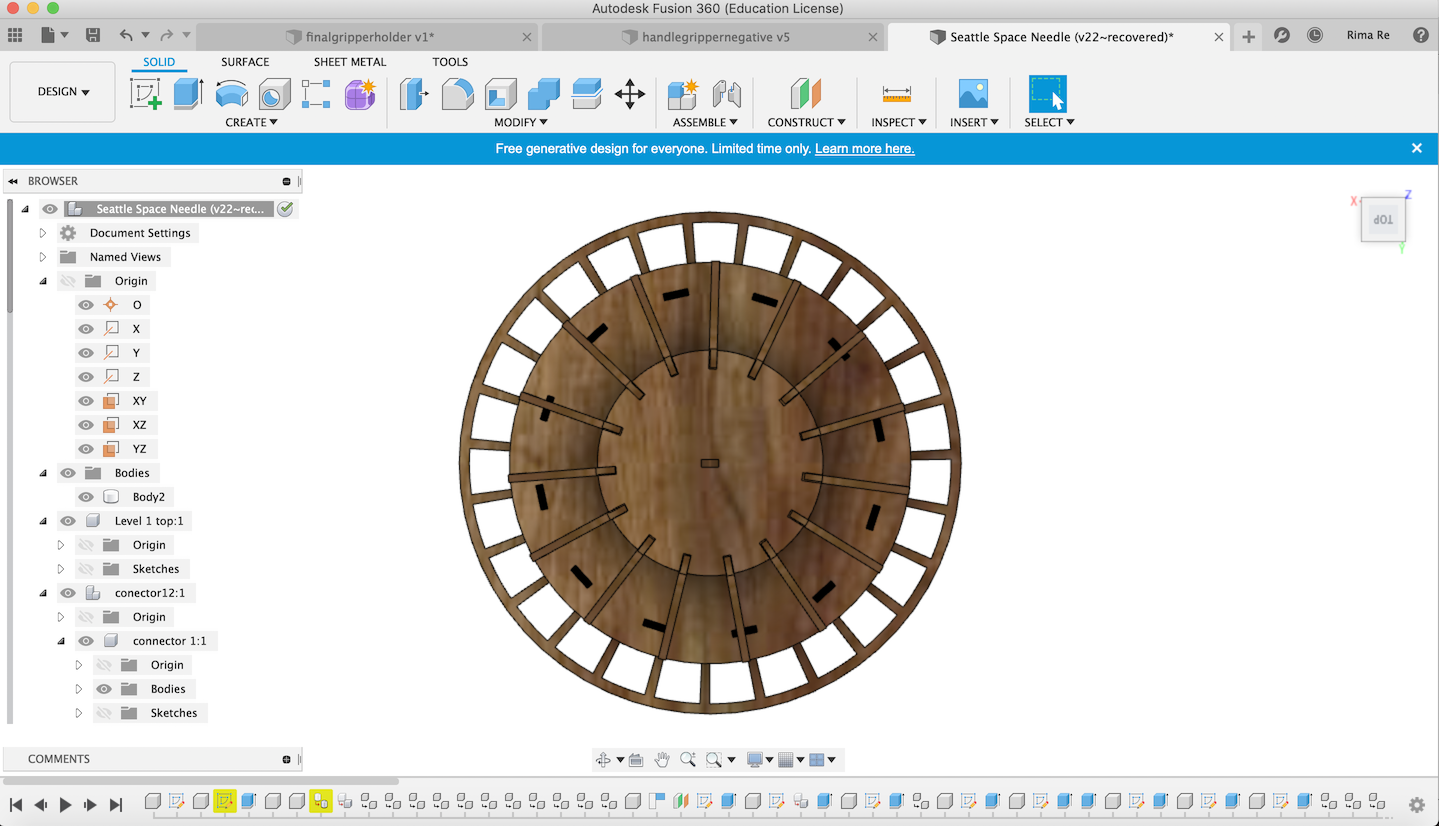 Autodesk Fusion 360 (Education License)
finalgripperholder v1*
handlegrippernegative v5
Seattle Space Needle (v22~recovered)*
Rima Re
SOLID
SURFACE
SHEET METAL
TOOLS
DESIGN
CREATE
MODIFY
ASSEMBLE
CONSTRUCT
INSPECT
INSERT
SELECT
Free generative design for everyone. Limited time only. Learn more here.
BROWSER
Seattle Space Needle (v22~rec...
Document Settings
Named Views
Origin
O
X
Y
Z
XY
XZ
YZ
Bodies
Body2
Level 1 top:1
Origin
Sketches
conector12:1
Origin
connector 1:1
Origin
Bodies
Sketches
COMMENTS
X
Z
TOP
Y